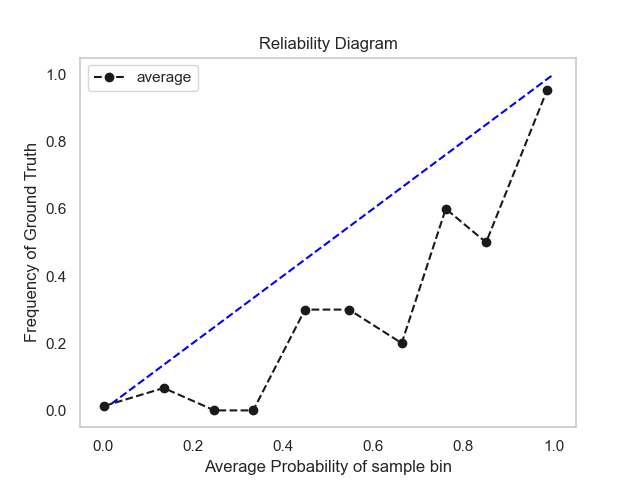 Reliability Diagram
average
1.0
0.8
0.6
0.4
0.2
0.0
Frequency of Ground Truth
0.0 0.2 0.4 0.6 0.8 1.0
Average Probability of sample bin